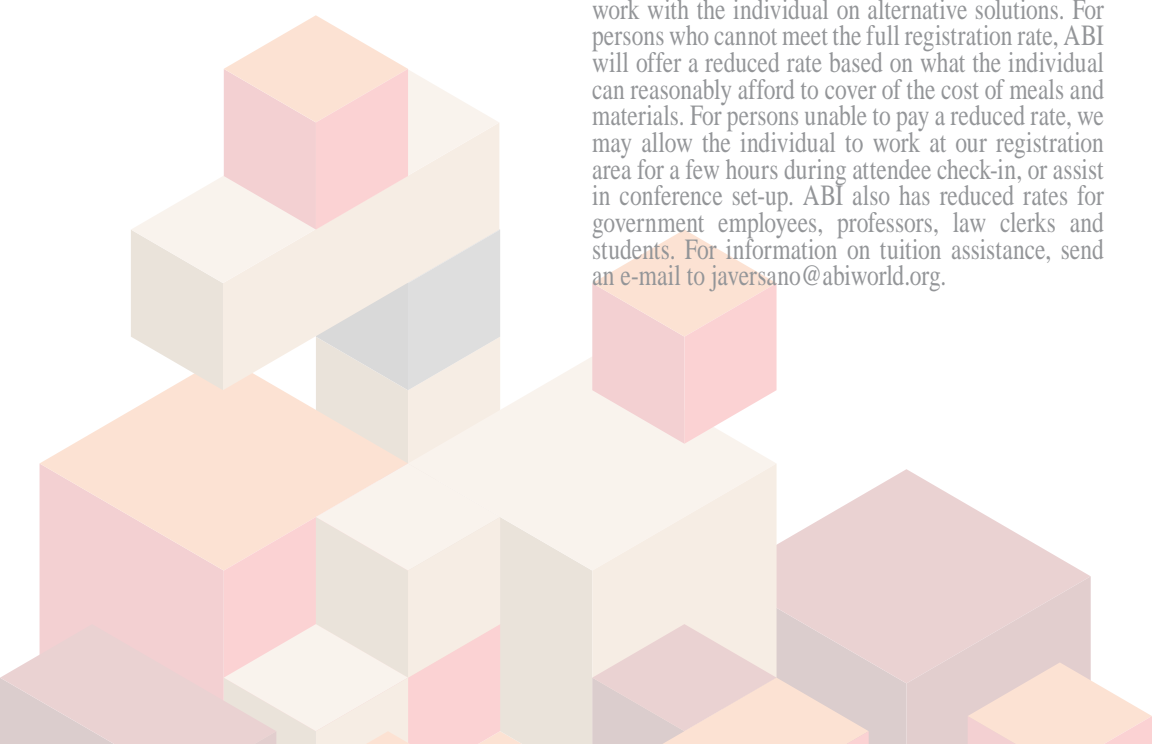 work with the individual on alternative solutions. For
persons who cannot meet the full registration rate, ABI
will offer a reduced rate based on what the individual
can reasonably afford to cover of the cost of meals and
materials. For persons unable to pay a reduced rate, we
may allow the individual to work at our registration
area for a few hours during attendee check-in, or assist
in conference set-up. ABI also has reduced rates for
government employees, professors, law clerks and
students. For information on tuition assistance, send
an e-mail to javersano@abiworld.org.